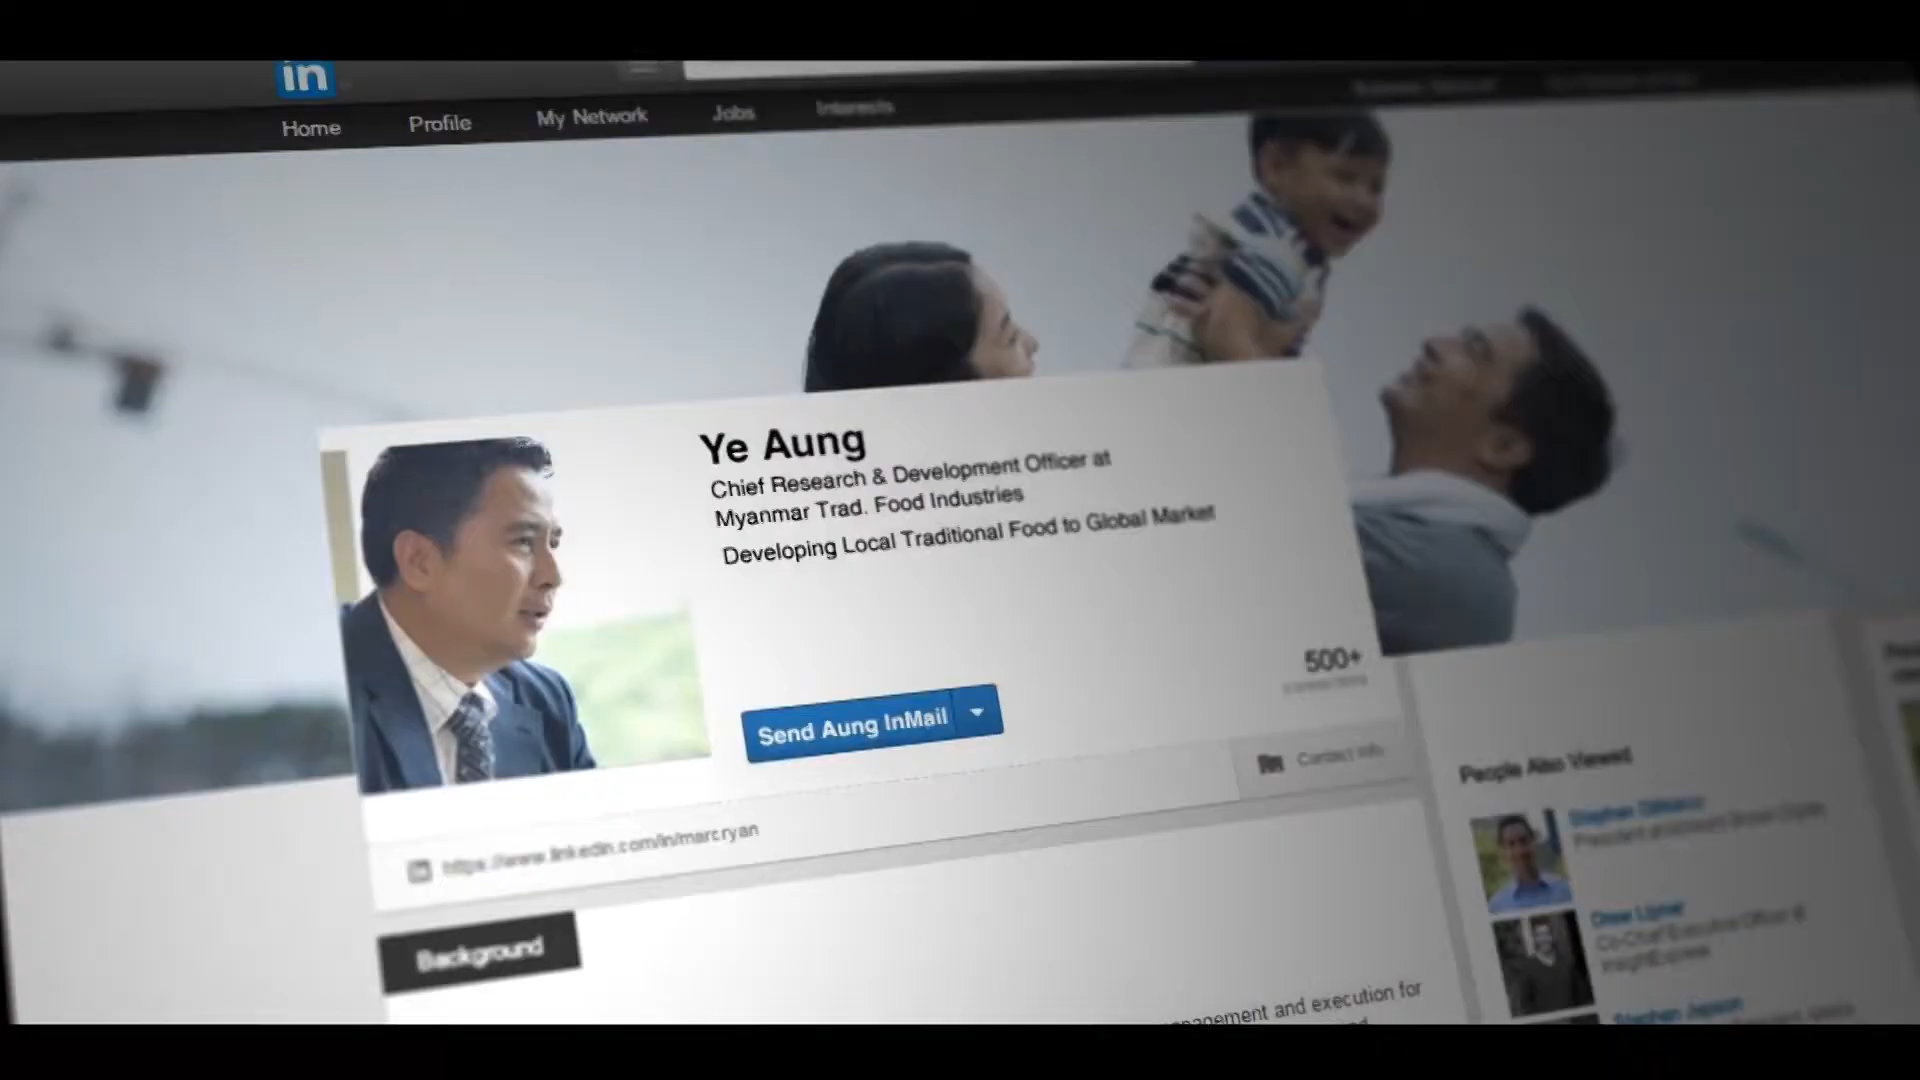 in
Home Profile My Network Jobs Interests
Ye Aung
Chief Research & Development Officer at
Myanmar Trad. Food Industries
Developing Local Traditional Food to Global Market
500+
Send Aung InMail
Contact Info
https://www.linkedin.com/in/marcryan
People Also Viewed
Background
and execution for